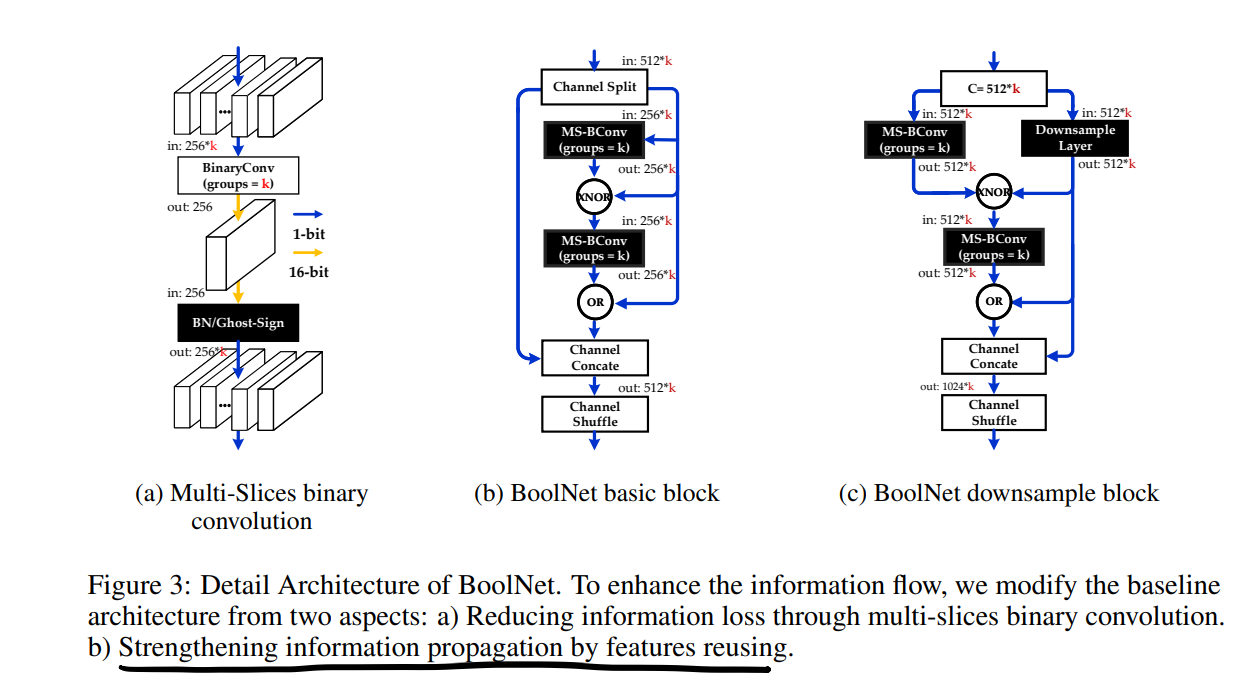 in: 256*k
BinaryConv
(groups = k)
out: 256
1-bit
16-bit
in: 256
BN/Ghost-Sign
out: 256*k
(a) Multi-Slices binary
convolution
in: 512*k
Channel Split
in: 256*k
MS-BConv
(groups = k)
out: 256*k
XNOR
in: 256*k
MS-BConv
(groups = k)
out: 256*k
OR
Channel
Concate
out: 512*k
Channel
Shuffle
(b) BoolNet basic block
C= 512*k
in: 512*k
in: 512*k
MS-BConv
(groups = k)
Downsample
Layer
out: 512*k
out: 512*k
XNOR
in: 512*k
MS-BConv
(groups = k)
out: 512*k
OR
Channel
Concate
out: 1024*k
Channel
Shuffle
(c) BoolNet downsample block
Figure 3: Detail Architecture of BoolNet. To enhance the information flow, we modify the baseline
architecture from two aspects: a) Reducing information loss through multi-slices binary convolution.
b) Strengthening information propagation by features reusing.